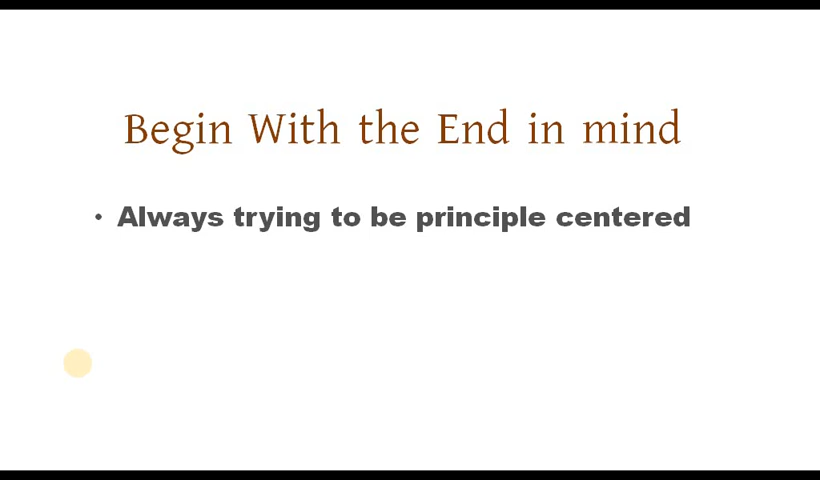 Begin With the End in mind
• Always trying to be principle centered